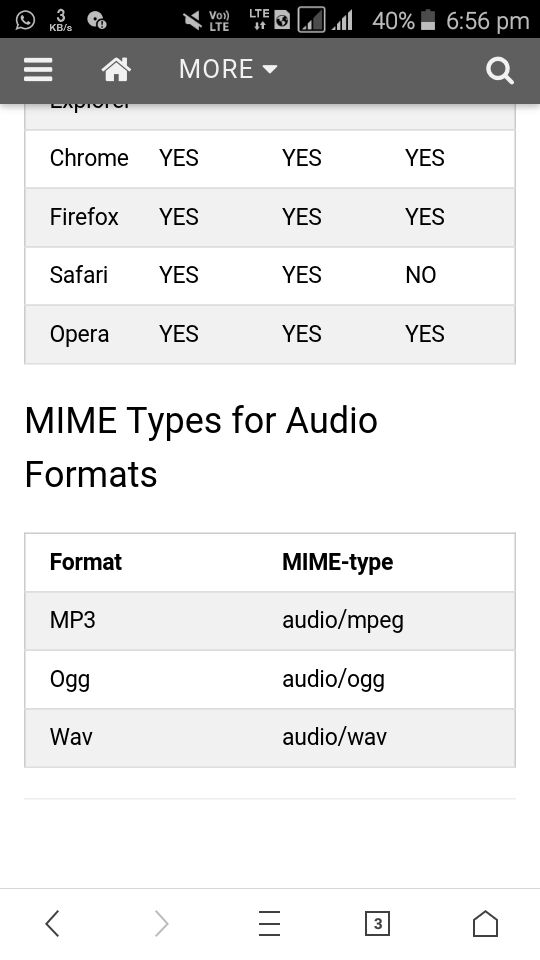 3 KB/s Vo)) LTE LTE 40% 6:56 pm
MORE
Explorer
Chrome YES YES YES
Firefox YES YES YES
Safari YES YES NO
Opera YES YES YES
MIME Types for Audio
Formats
Format MIME-type
MP3 audio/mpeg
Ogg audio/ogg
Wav audio/wav
3